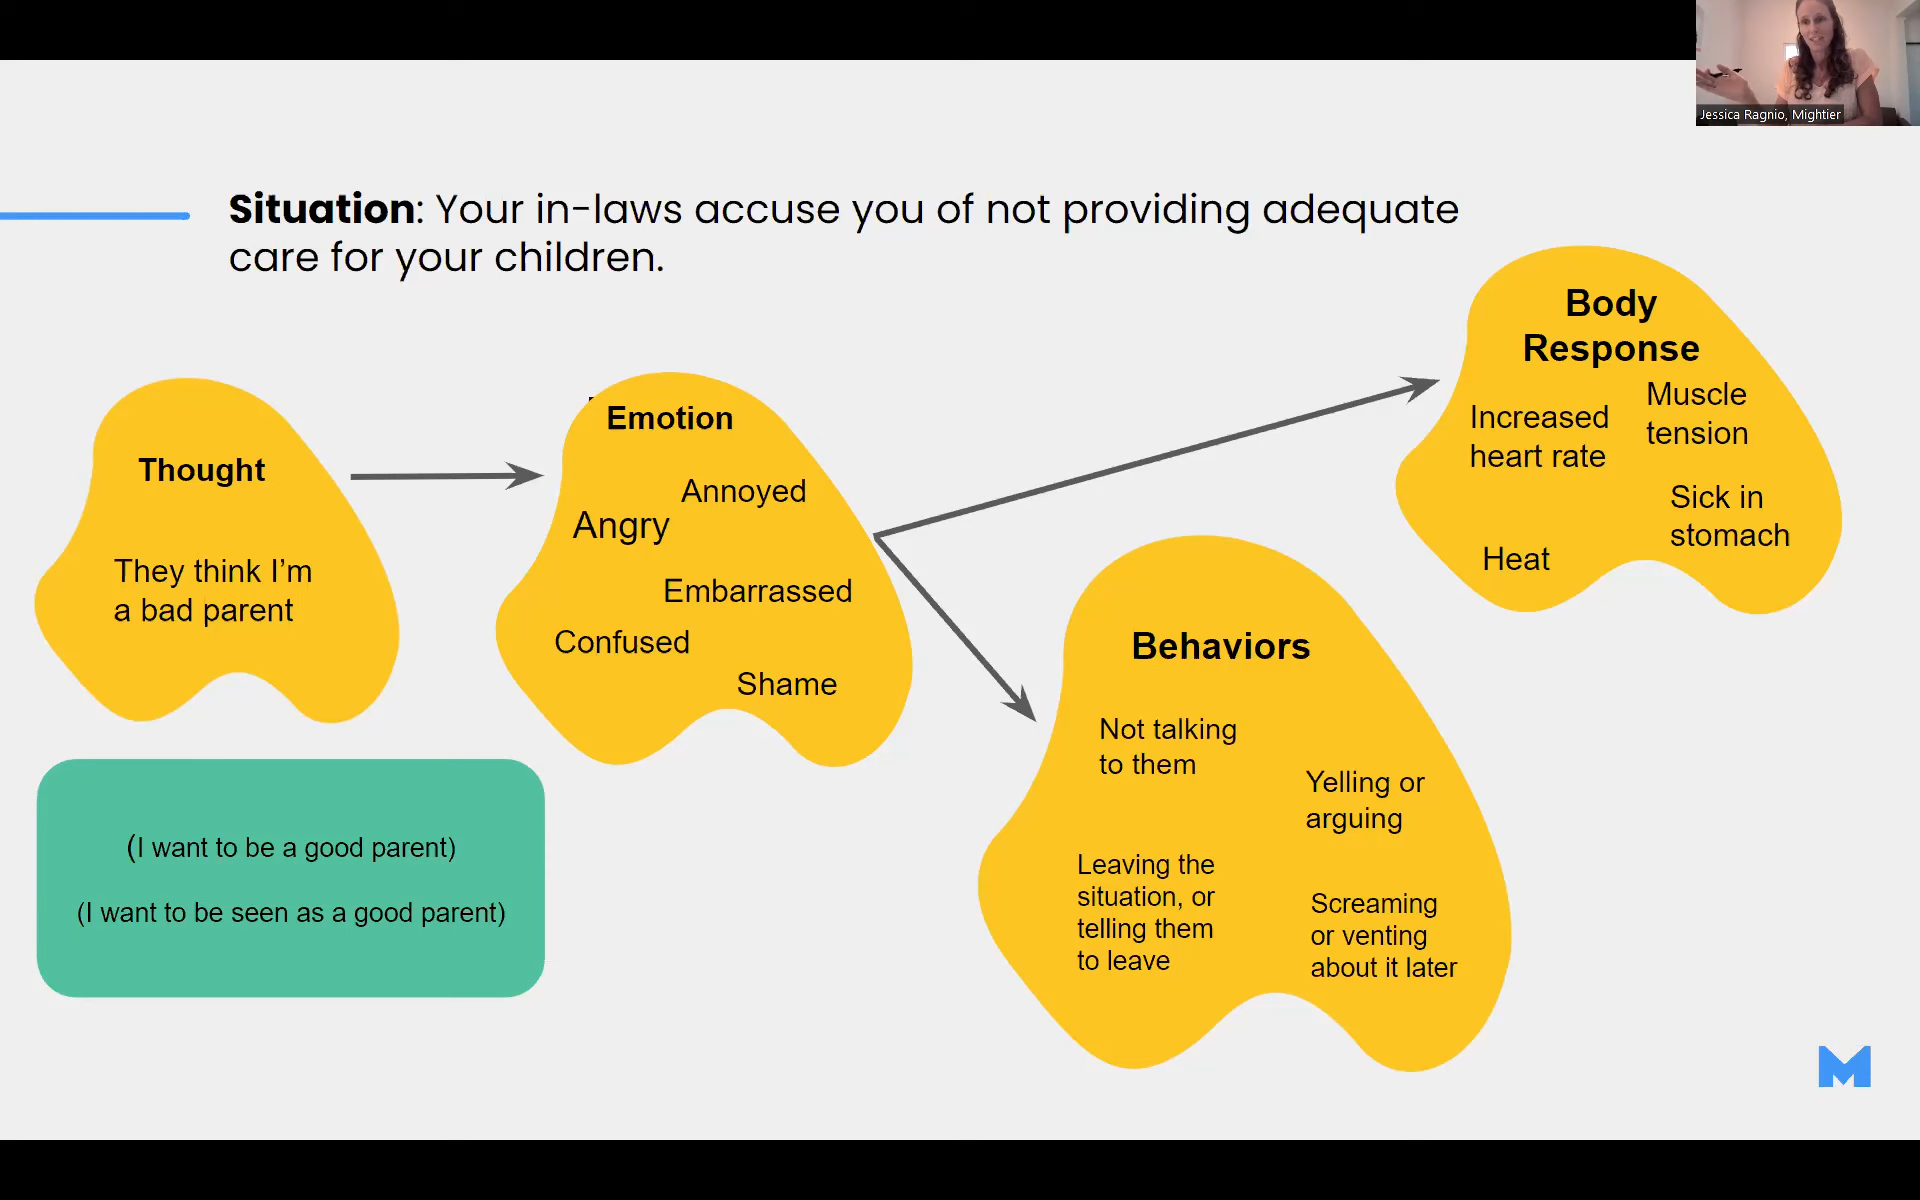 Jessica Ragnio, Mightier
Situation: Your in-laws accuse you of not providing adequate
care for your children.
Thought
They think I'm
a bad parent
(I want to be a good parent)
(I want to be seen as a good parent)
Emotion
Annoyed
Angry
Embarrassed
Confused
Shame
Body
Response
Muscle
tension
Increased
heart rate
Sick in
stomach
Heat
Behaviors
Not talking
to them
Yelling or
arguing
Leaving the
situation, or
telling them
to leave
Screaming
or venting
about it later
M